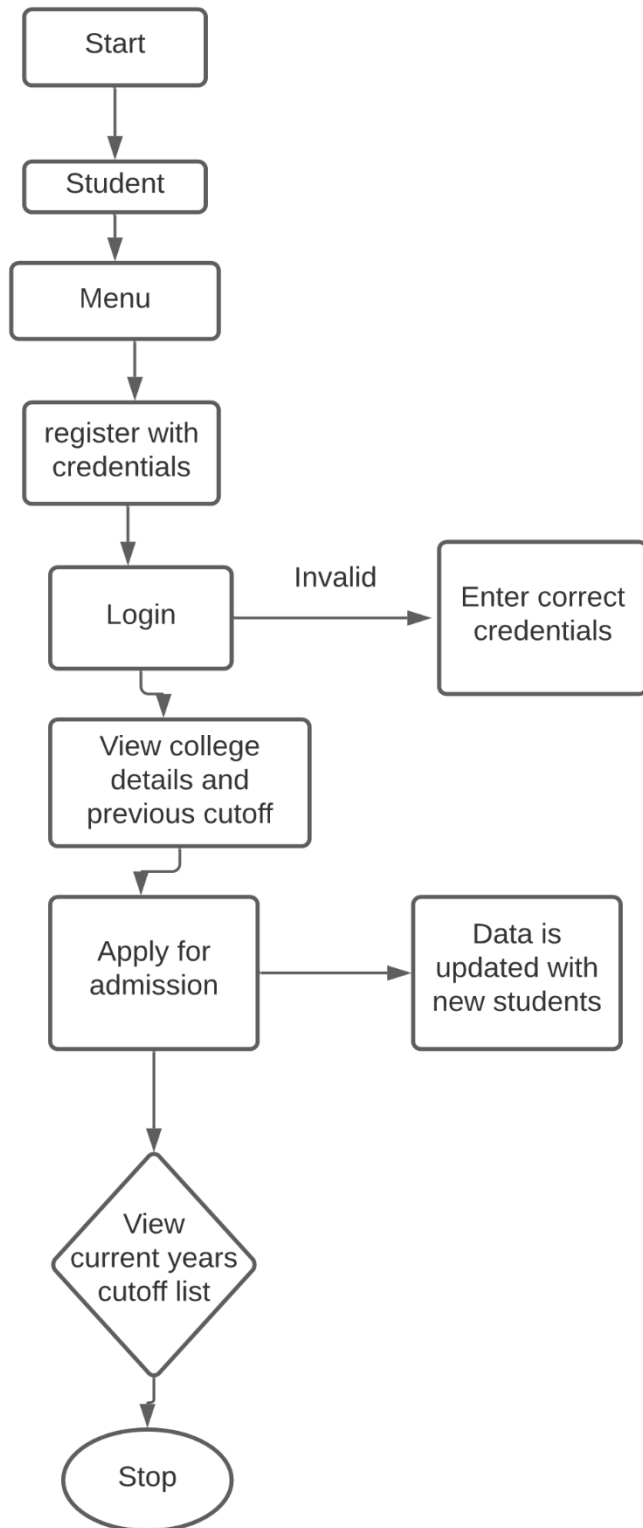 Start
Student
Menu
register with
credentials
Login
Invalid
Enter correct
credentials
View college
details and
previous cutoff
Apply for
admission
Data is
updated with
new students
View
current years
cutoff list
Stop